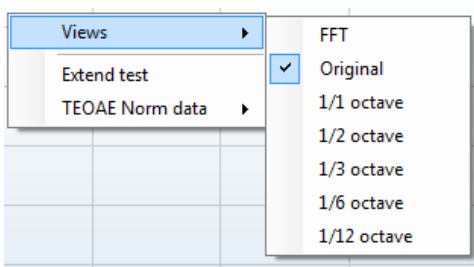 Views
Extend test
TEOAE Norm data
FFT
Original
1/1 octave
1/2 octave
1/3 octave
1/6 octave
1/12 octave